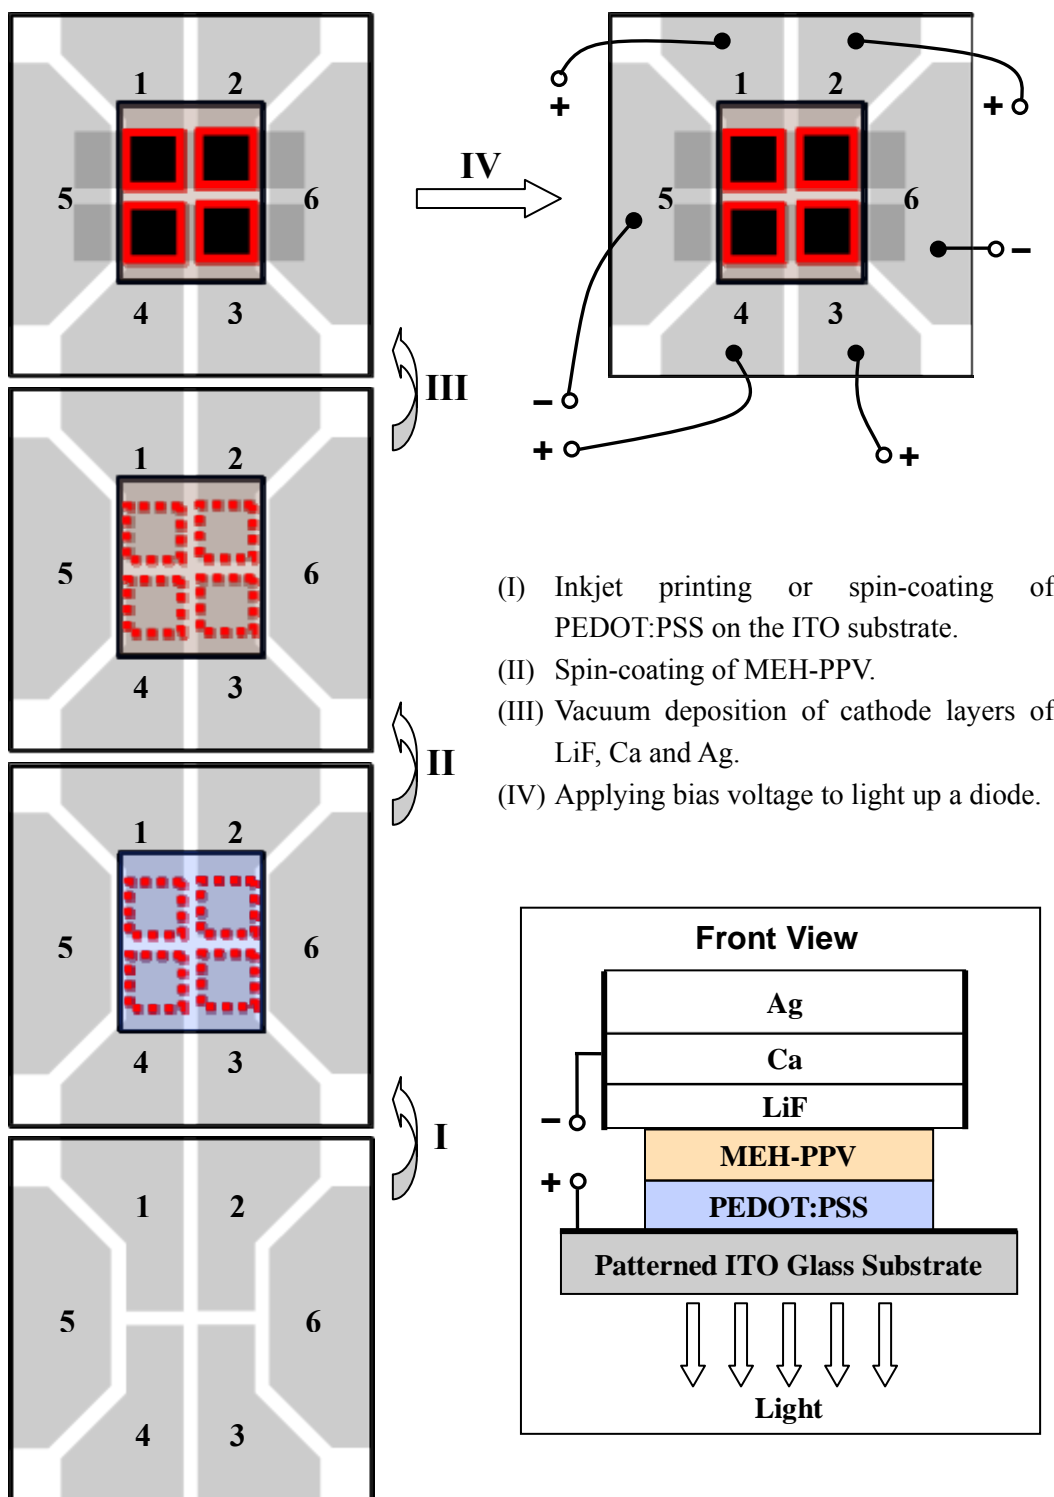 1 2
5 6
4 3
IV
1 2
5 6
4 3
+ +
− −
+ +
III
1 2
5 6
4 3
II
1 2
5 6
4 3
I
1 2
5 6
4 3
(I) Inkjet printing or spin-coating of
PEDOT:PSS on the ITO substrate.
(II) Spin-coating of MEH-PPV.
(III) Vacuum deposition of cathode layers of
LiF, Ca and Ag.
(IV) Applying bias voltage to light up a diode.
Front View
Ag
Ca
LiF
−
MEH-PPV
+
PEDOT:PSS
Patterned ITO Glass Substrate
Light